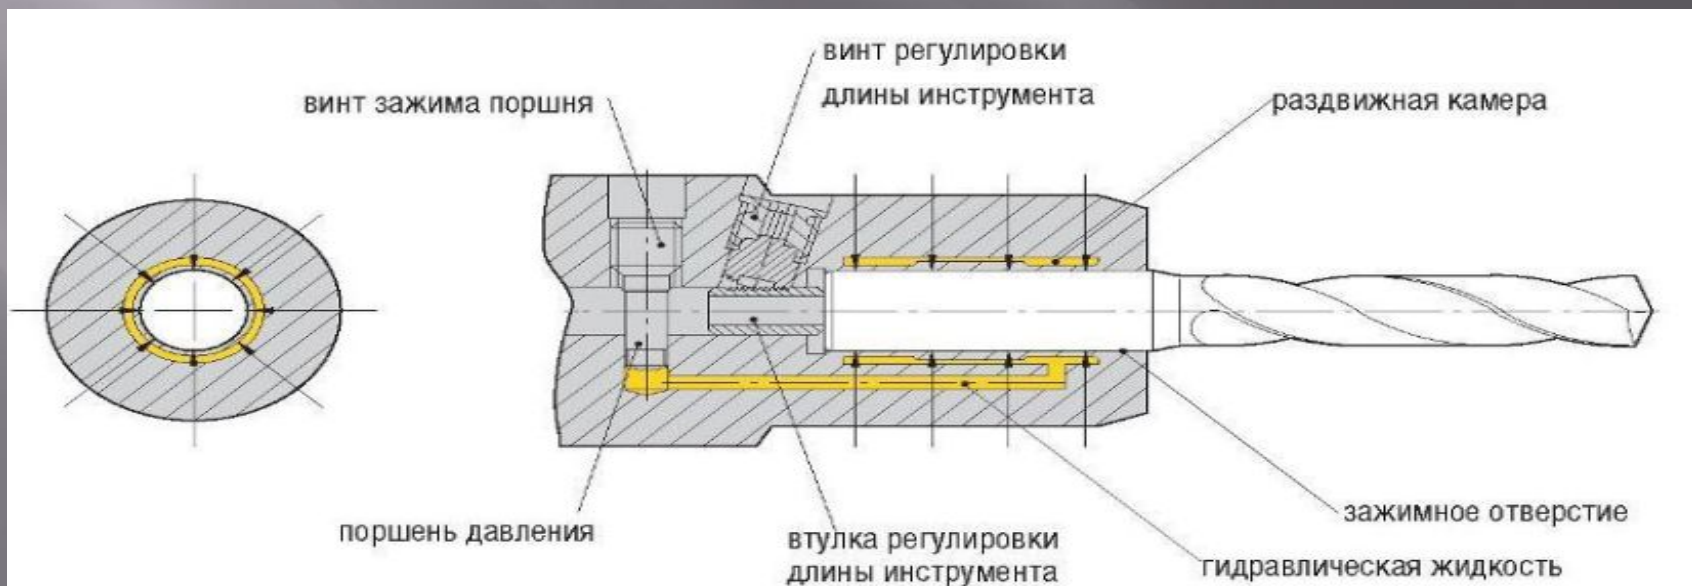 винт регулировки
длины инструмента
винт зажима поршня
раздвижная камера
поршень давления
втулка регулировки
длины инструмента
зажимное отверстие
гидравлическая жидкость